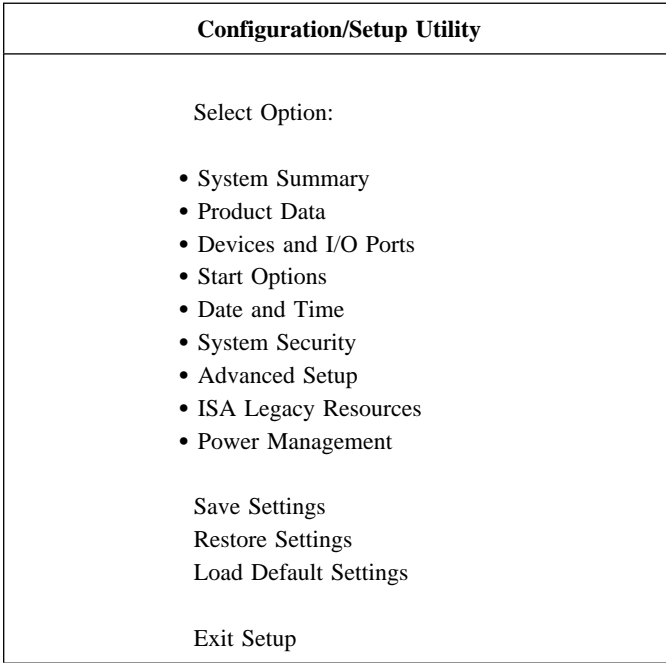 Configuration/Setup Utility
Select Option:
• System Summary
• Product Data
• Devices and I/O Ports
• Start Options
• Date and Time
• System Security
• Advanced Setup
• ISA Legacy Resources
• Power Management
Save Settings
Restore Settings
Load Default Settings
Exit Setup